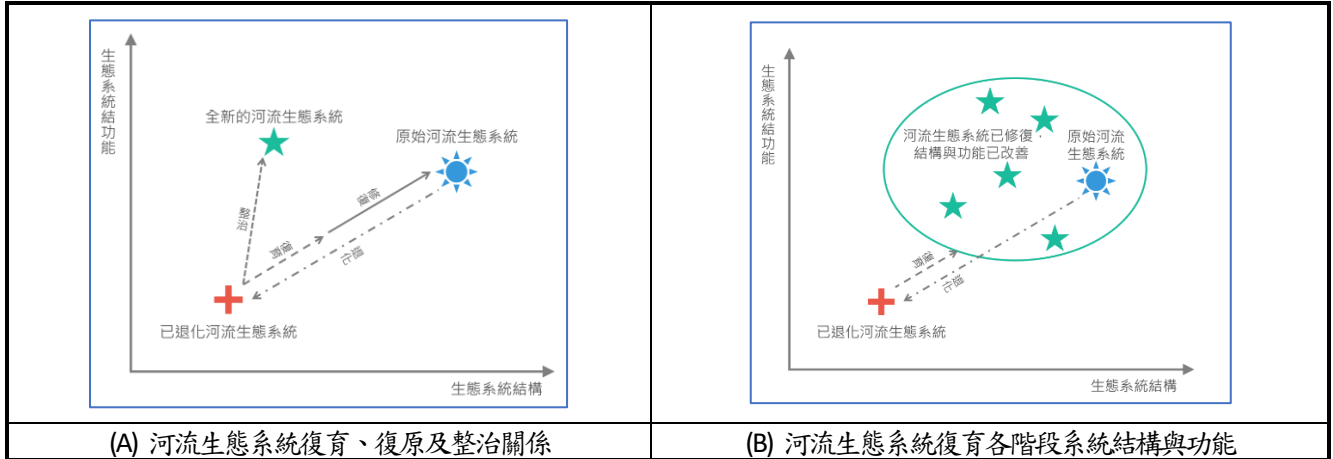 生態系統結功能
全新的河流生態系統
原始河流生態系統
修復
整治
復育
退化
已退化河流生態系統
生態系統結構
(A) 河流生態系統復育、復原及整治關係
生態系統結功能
河流生態系統已修復,
結構與功能已改善
原始河流
生態系統
復育
退化
已退化河流生態系統
生態系統結構
(B) 河流生態系統復育各階段系統結構與功能